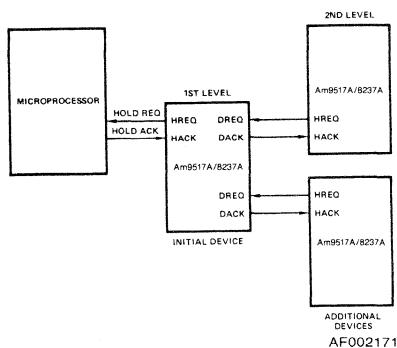 2ND LEVEL
Am9517A/8237A
HREQ
HACK
1ST LEVEL
MICROPROCESSOR
HOLD REQ
HOLD ACK
HREQ
HACK
DREQ
DACK
Am9517A/8237A
DREQ
DACK
INITIAL DEVICE
HREQ
HACK
Am9517A/8237A
ADDITIONAL
DEVICES
AF002171